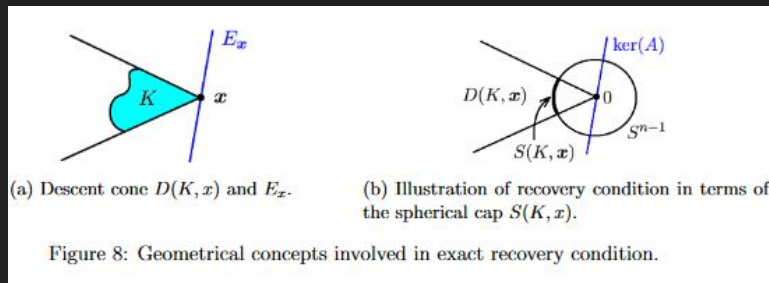 E_x
K
x
ker(A)
D(K, x)
0
S^{n-1}
S(K, x)
(a) Descent cone D(K, x) and E_x.
(b) Illustration of recovery condition in terms of
the spherical cap S(K, x).
Figure 8: Geometrical concepts involved in exact recovery condition.